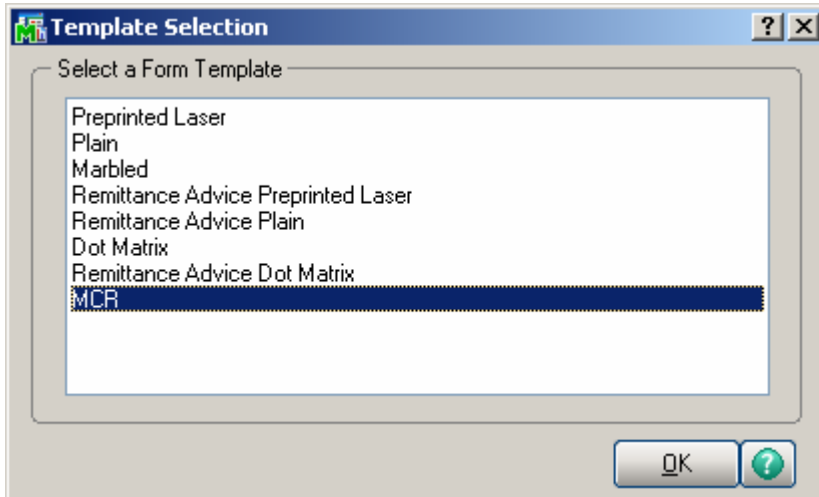 Template Selection
Select a Form Template
Preprinted Laser
Plain
Marbled
Remittance Advice Preprinted Laser
Remittance Advice Plain
Dot Matrix
Remittance Advice Dot Matrix
MCR
OK